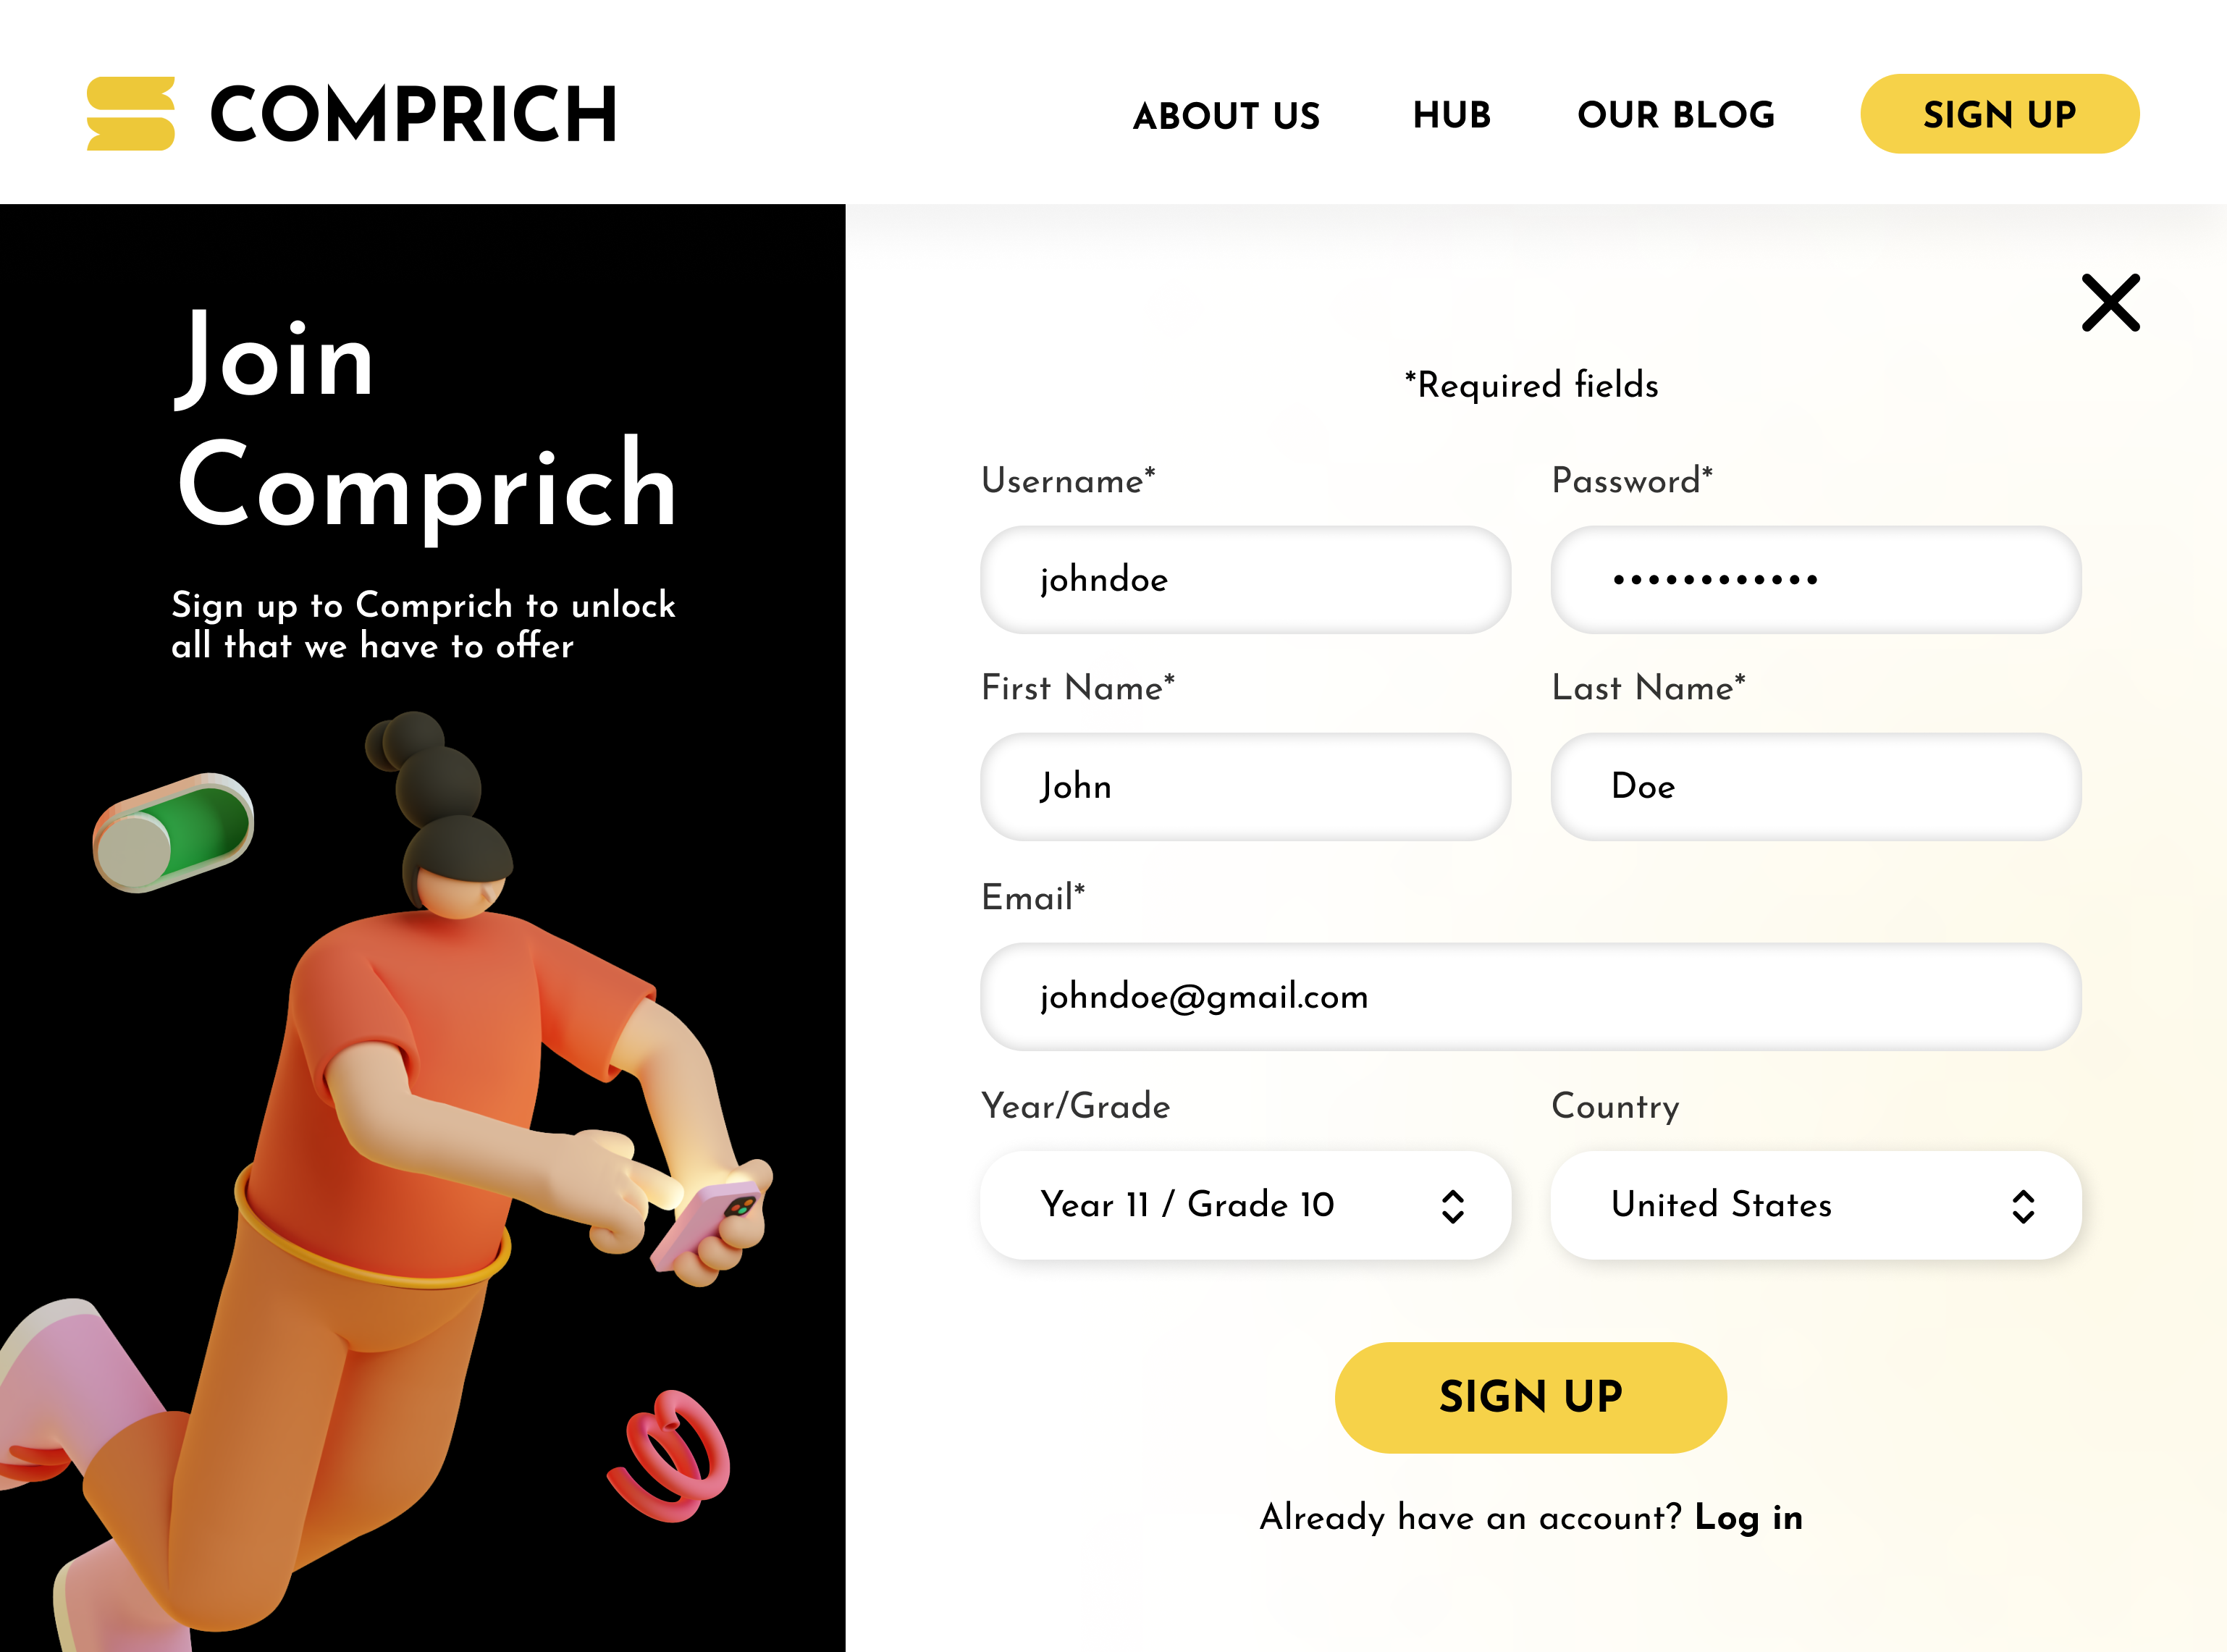 COMPRICH
ABOUT US
HUB
OUR BLOG
SIGN UP
Join
Comprich
Sign up to Comprich to unlock
all that we have to offer
*Required fields
Username*
Password*
johndoe
••••••••••••
First Name*
Last Name*
John
Doe
Email*
johndoe@gmail.com
Year/Grade
Country
Year 11 / Grade 10
United States
SIGN UP
Already have an account? Log in